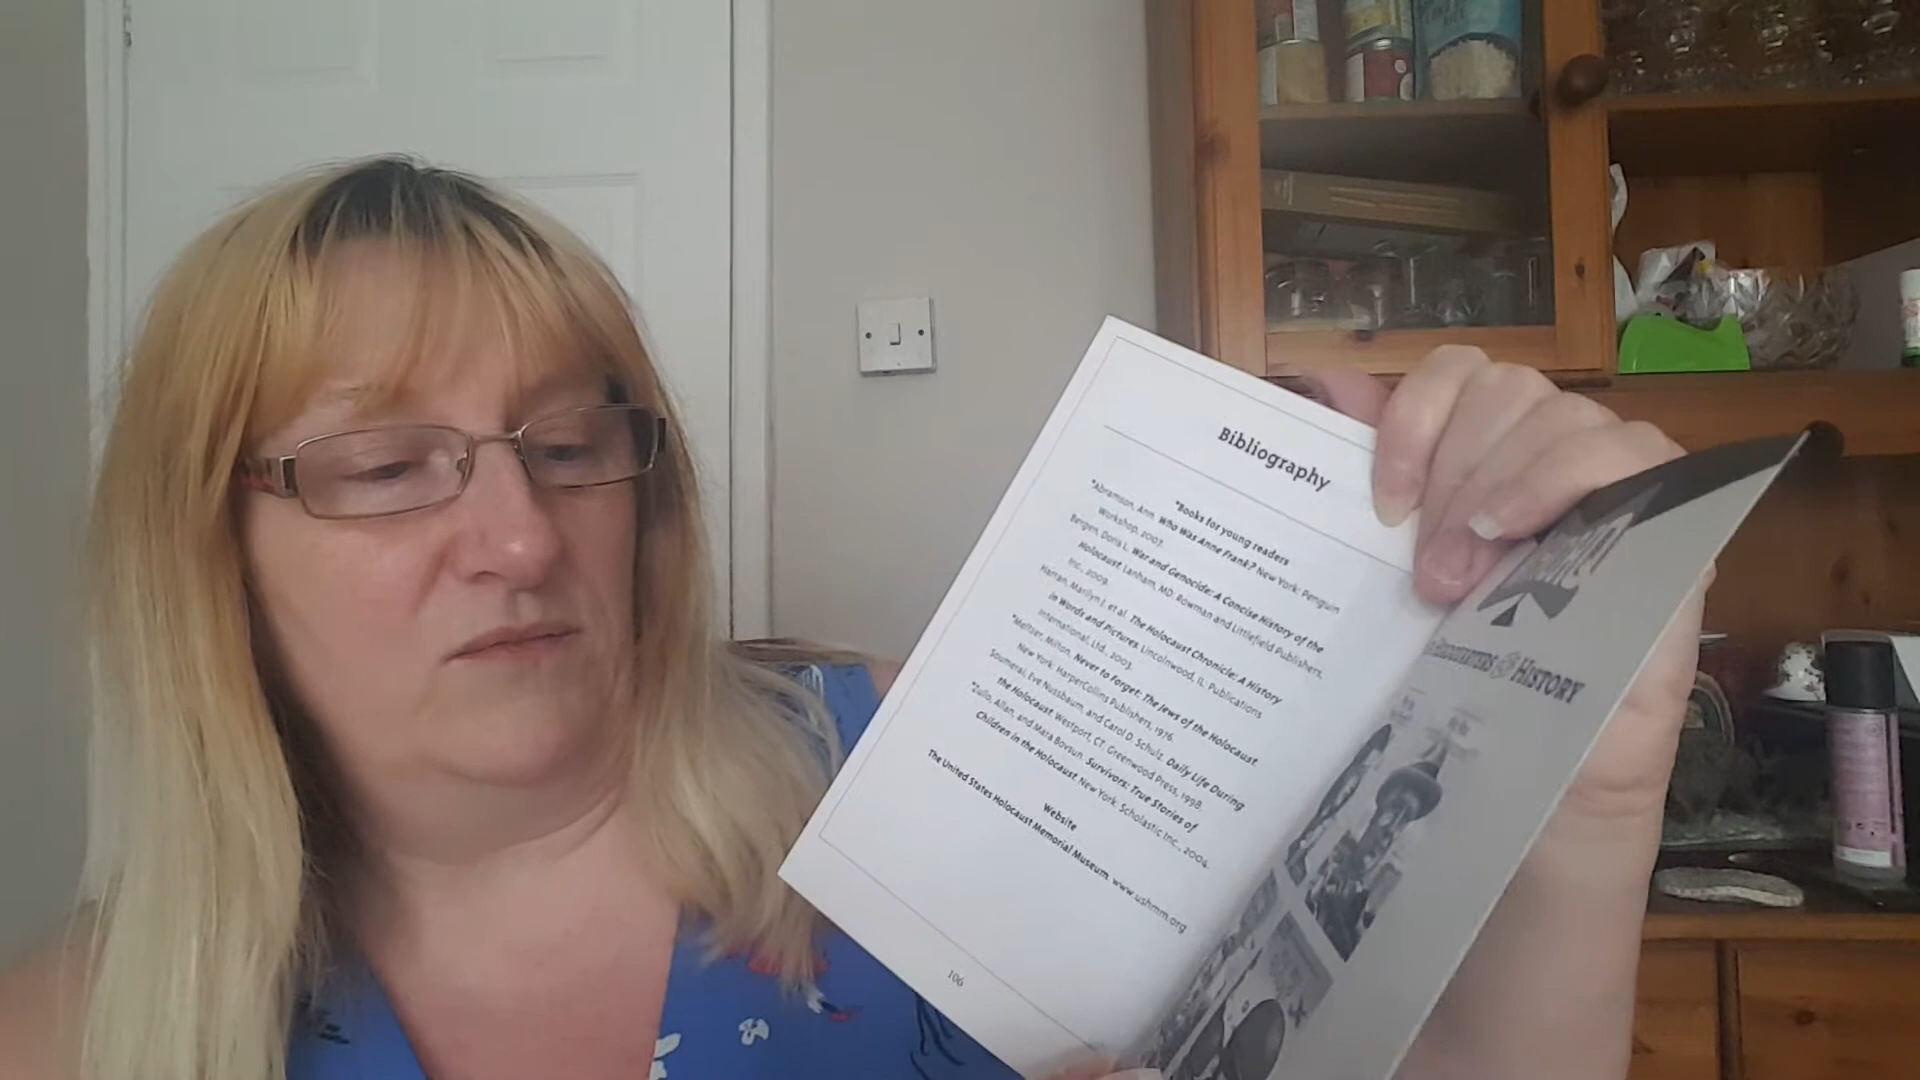 Bibliography
*Books for young readers
*Abramson, Ann. Who Was Anne Frank? New York: Penguin
Workshop, 2007.
Bergen, Doris L. War and Genocide: A Concise History of the
Holocaust. Lanham, MD: Rowman and Littlefield Publishers,
Inc., 2009.
Harran, Marilyn J. et al. The Holocaust Chronicle: A History
in Words and Pictures. Lincolnwood, IL: Publications
International, Ltd., 2003.
*Meltzer, Milton. Never to Forget: The Jews of the Holocaust.
New York: HarperCollins Publishers, 1976.
Soumerai, Eve Nussbaum, and Carol D. Schulz. Daily Life During
the Holocaust. Westport, CT: Greenwood Press, 1998.
*Zullo, Allan, and Mara Bovsun. Survivors: True Stories of
Children in the Holocaust. New York: Scholastic Inc., 2004.
Website
The United States Holocaust Memorial Museum. www.ushmm.org
106
HISTORY